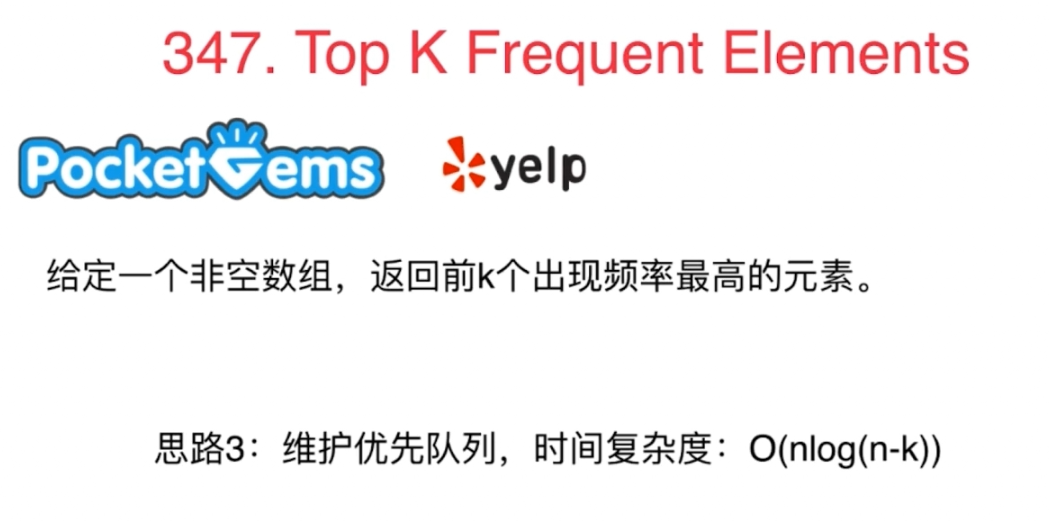 347. Top K Frequent Elements
PocketGems
yelp
给定一个非空数组，返回前k个出现频率最高的元素。
思路3：维护优先队列，时间复杂度：O(nlog(n-k))